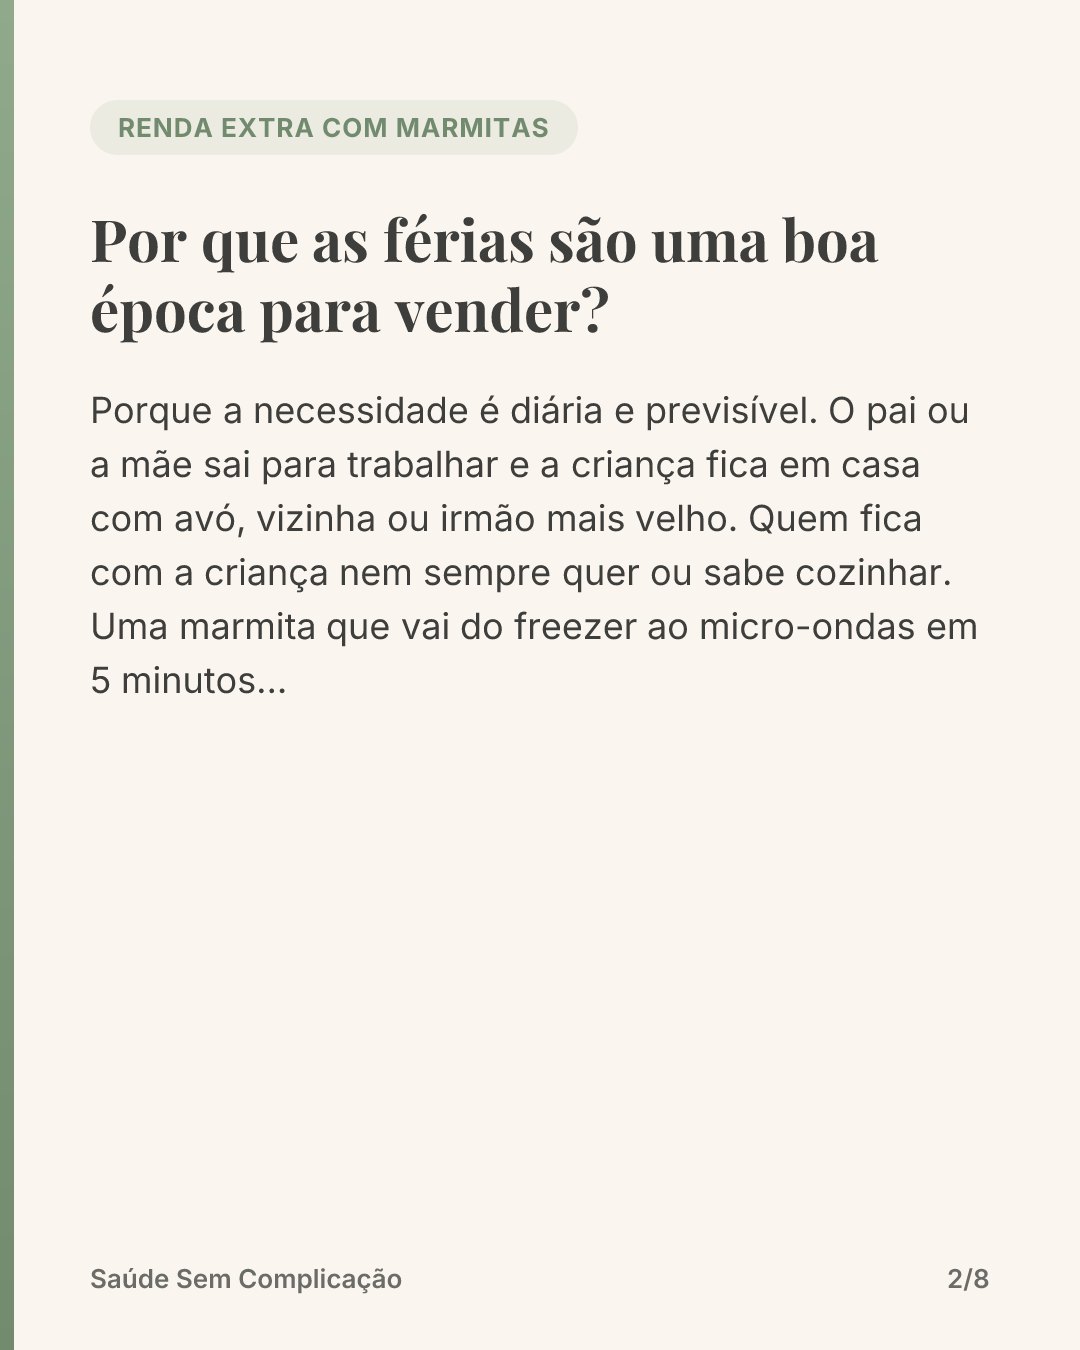 RENDA EXTRA COM MARMITAS
Por que as férias são uma boa
época para vender?
Porque a necessidade é diária e previsível. O pai ou
a mãe sai para trabalhar e a criança fica em casa
com avó, vizinha ou irmão mais velho. Quem fica
com a criança nem sempre quer ou sabe cozinhar.
Uma marmita que vai do freezer ao micro-ondas em
5 minutos...
Saúde Sem Complicação
2/8